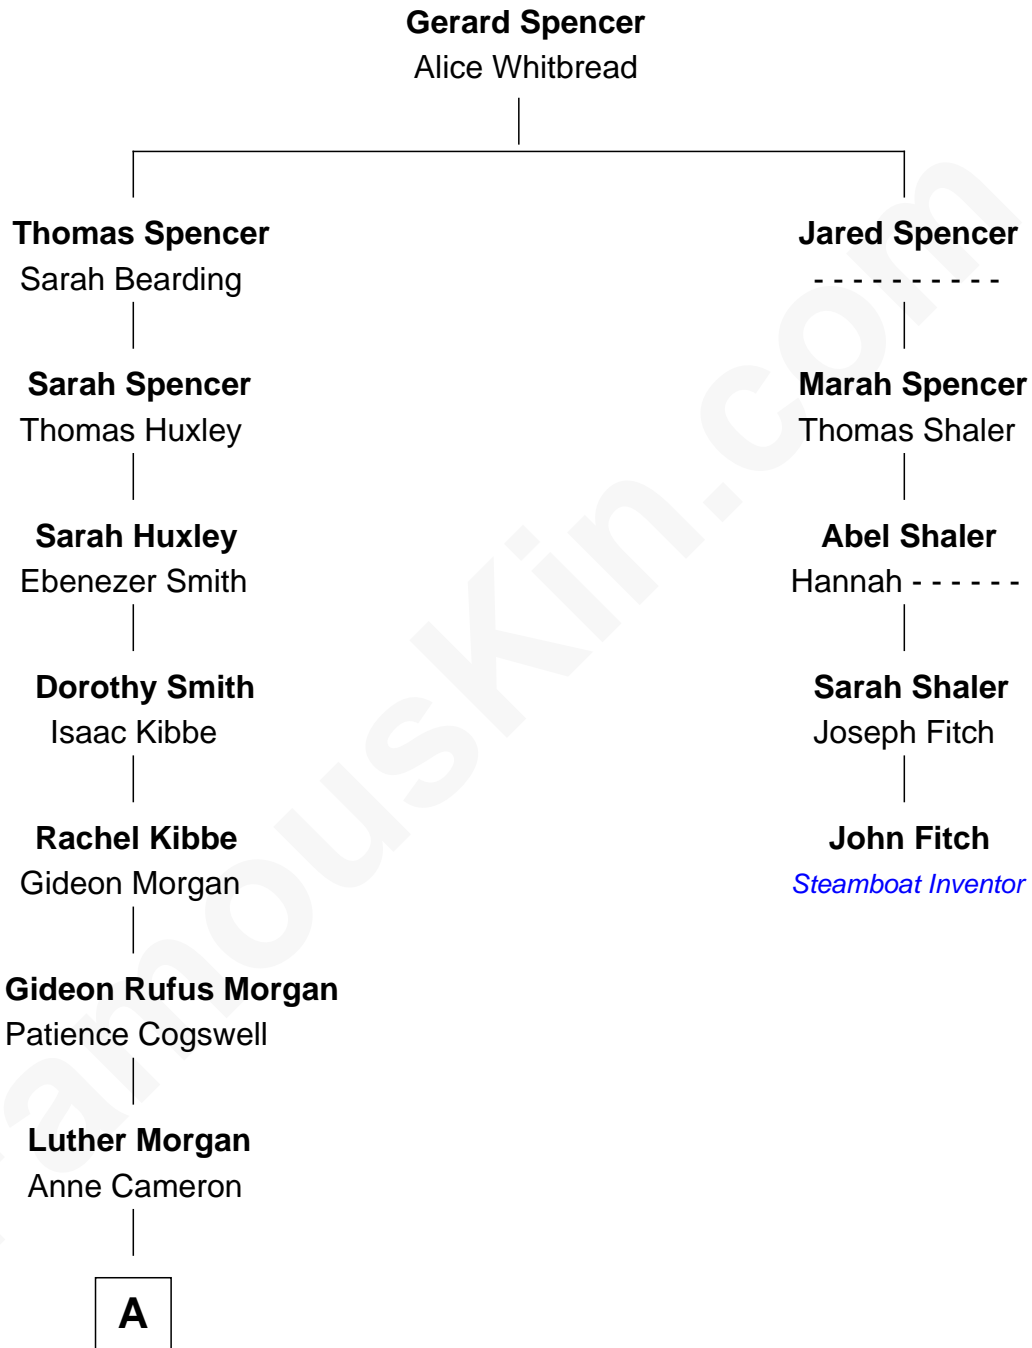 Gerard Spencer
Alice Whitbread
Thomas Spencer
Sarah Bearding
Jared Spencer
- - - - - - - - - -
Sarah Spencer
Thomas Huxley
Marah Spencer
Thomas Shaler
Sarah Huxley
Ebenezer Smith
Abel Shaler
Hannah - - - - - -
Dorothy Smith
Isaac Kibbe
Sarah Shaler
Joseph Fitch
Rachel Kibbe
Gideon Morgan
John Fitch
Steamboat Inventor
Gideon Rufus Morgan
Patience Cogswell
Luther Morgan
Anne Cameron
A
FamousKin.com